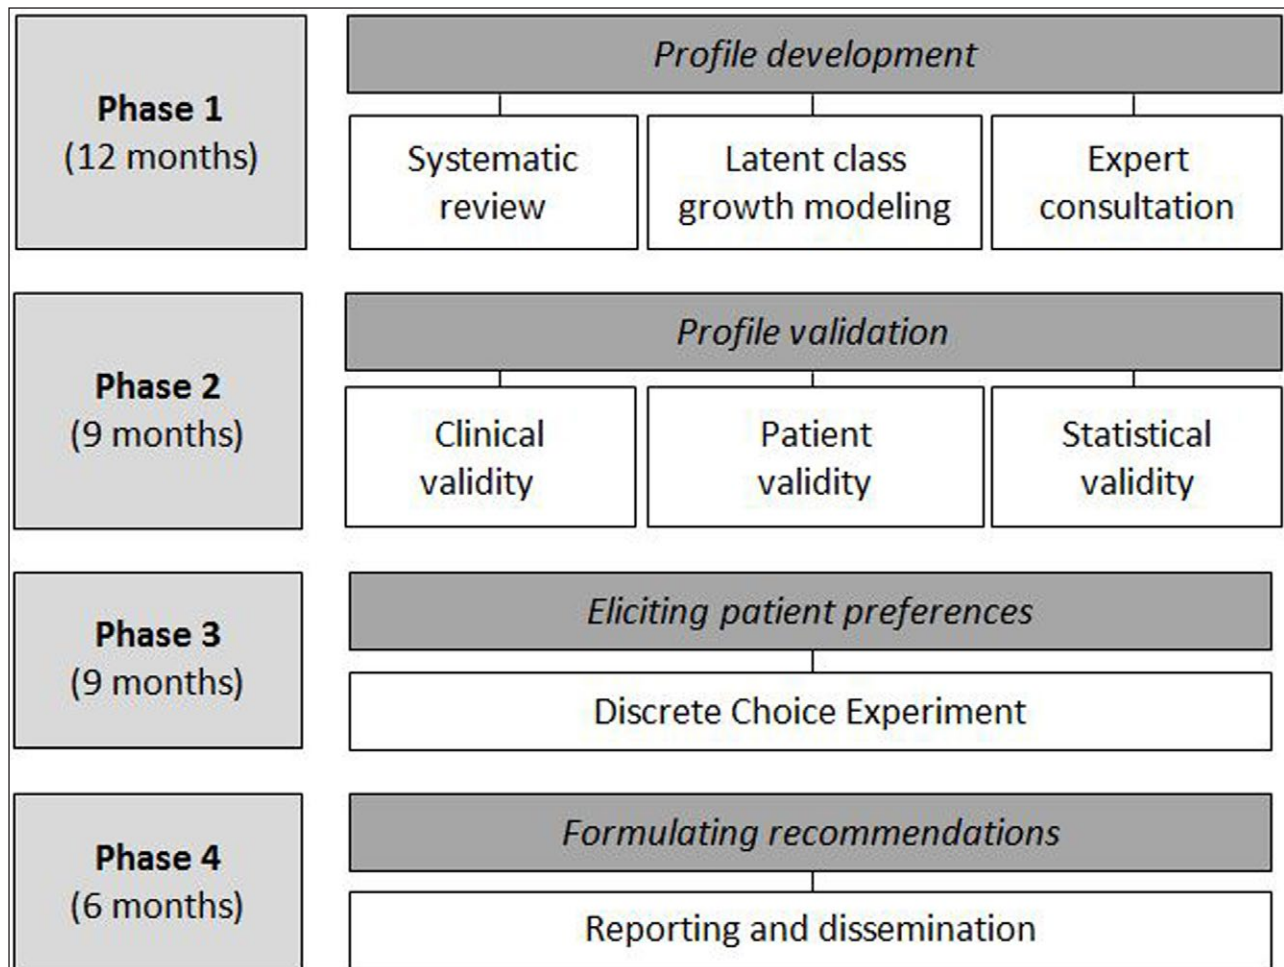 Phase 1
(12 months)
Profile development
Systematic
review
Latent class
growth modeling
Expert
consultation
Phase 2
(9 months)
Profile validation
Clinical
validity
Patient
validity
Statistical
validity
Phase 3
(9 months)
Eliciting patient preferences
Discrete Choice Experiment
Phase 4
(6 months)
Formulating recommendations
Reporting and dissemination